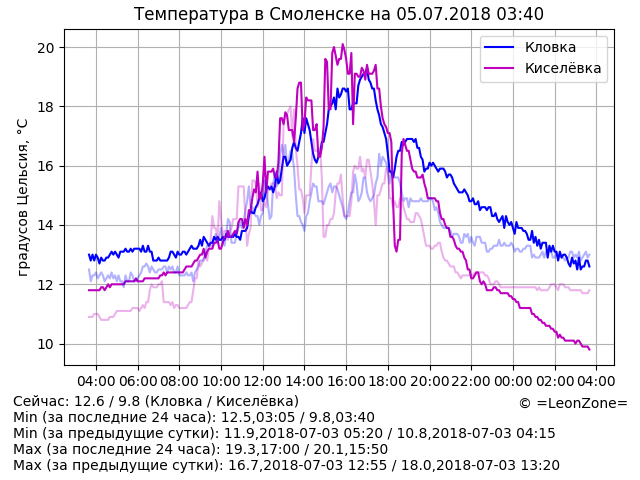 Температура в Смоленске на 05.07.2018 03:40
Кловка
Киселёвка
градусов Цельсия, °C
20
18
16
14
12
10
04:00 06:00 08:00 10:00 12:00 14:00 16:00 18:00 20:00 22:00 00:00 02:00 04:00
Сейчас: 12.6 / 9.8 (Кловка / Киселёвка)
© =LeonZone=
Min (за последние 24 часа): 12.5,03:05 / 9.8,03:40
Min (за предыдущие сутки): 11.9,2018-07-03 05:20 / 10.8,2018-07-03 04:15
Max (за последние 24 часа): 19.3,17:00 / 20.1,15:50
Max (за предыдущие сутки): 16.7,2018-07-03 12:55 / 18.0,2018-07-03 13:20